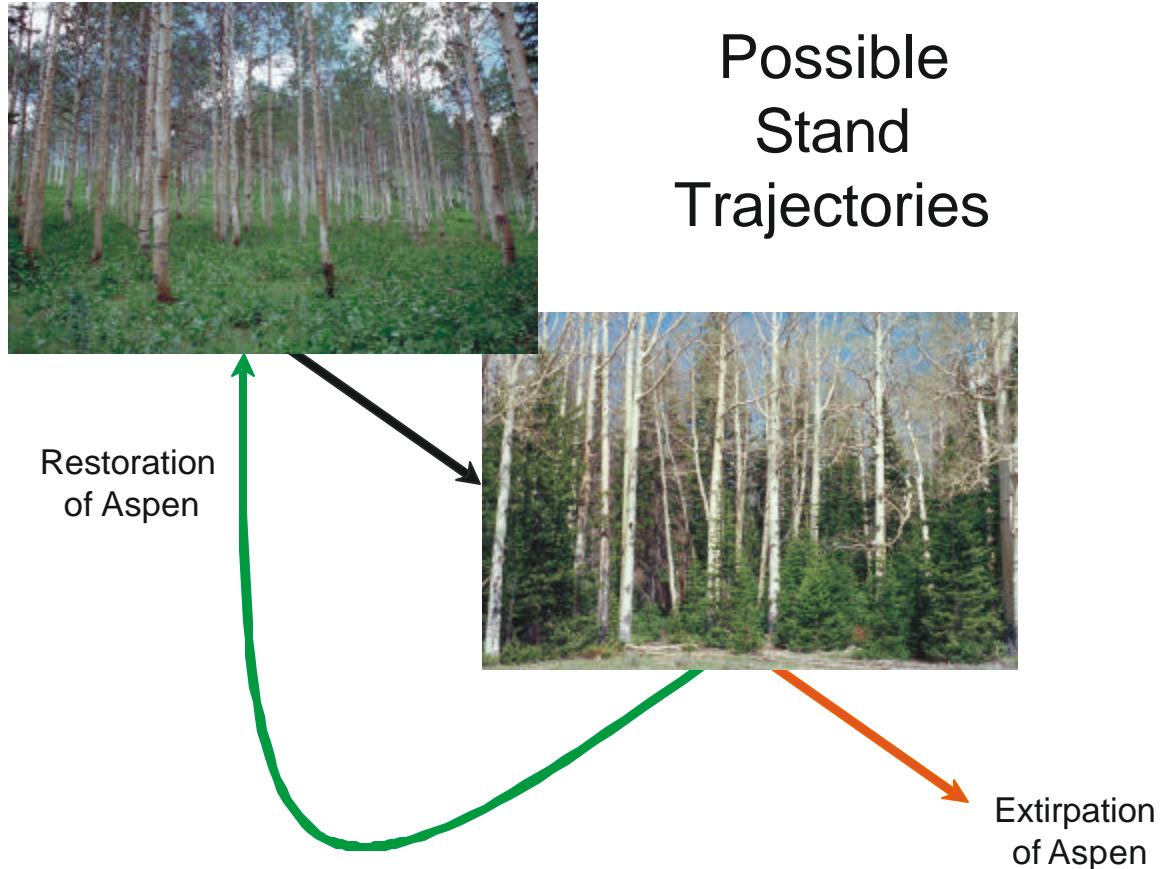 Possible
Stand
Trajectories
Restoration
of Aspen
Extirpation
of Aspen